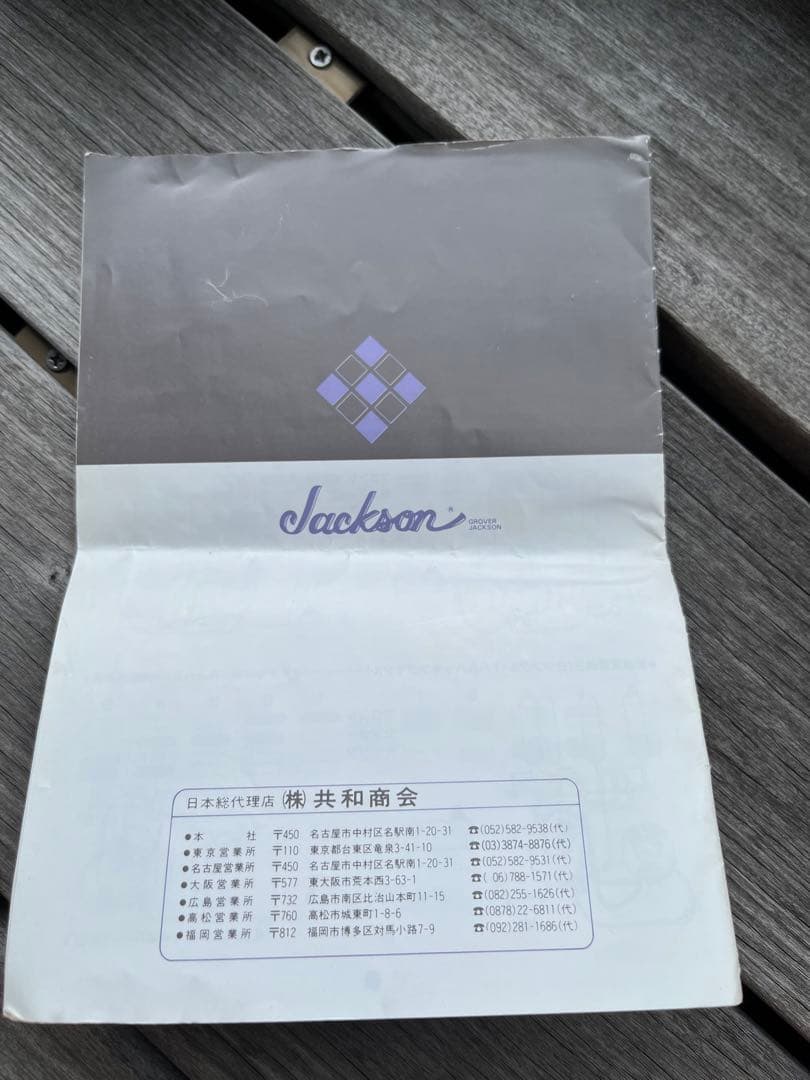 Jackson®
GROVER
JACKSON
日本総代理店 ㈱共和商会
●本社 〒450 名古屋市中村区名駅南1-20-31 ☎(052)582-9538(代)
●東京営業所 〒110 東京都台東区竜泉3-41-10 ☎(03)3874-8876(代)
●名古屋営業所 〒450 名古屋市中村区名駅南1-20-31 ☎(052)582-9531(代)
●大阪営業所 〒577 東大阪市荒本西3-63-1 ☎(06)788-1571(代)
●広島営業所 〒732 広島市南区比治山本町11-15 ☎(082)255-1626(代)
●高松営業所 〒760 高松市城東町1-8-6 ☎(0878)22-6811(代)
●福岡営業所 〒812 福岡市博多区対馬小路7-9 ☎(092)281-1686(代)